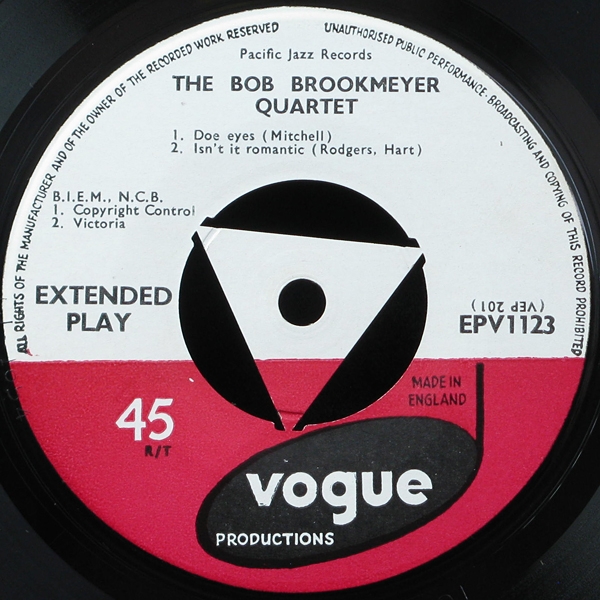 ALL RIGHTS OF THE MANUFACTURER AND OF THE OWNER OF THE RECORDED WORK RESERVED
UNAUTHORISED PUBLIC PERFORMANCE· BROADCASTING AND COPYING OF THIS RECORD PROHIBITED
Pacific Jazz Records
THE BOB BROOKMEYER
QUARTET
1. Doe eyes (Mitchell)
2. Isn't it romantic (Rodgers, Hart)
B.I.E.M., N.C.B.
1. Copyright Control
2. Victoria
EXTENDED
PLAY
(VEP 201)
EPV1123
MADE IN
ENGLAND
45
R/T
vogue
PRODUCTIONS